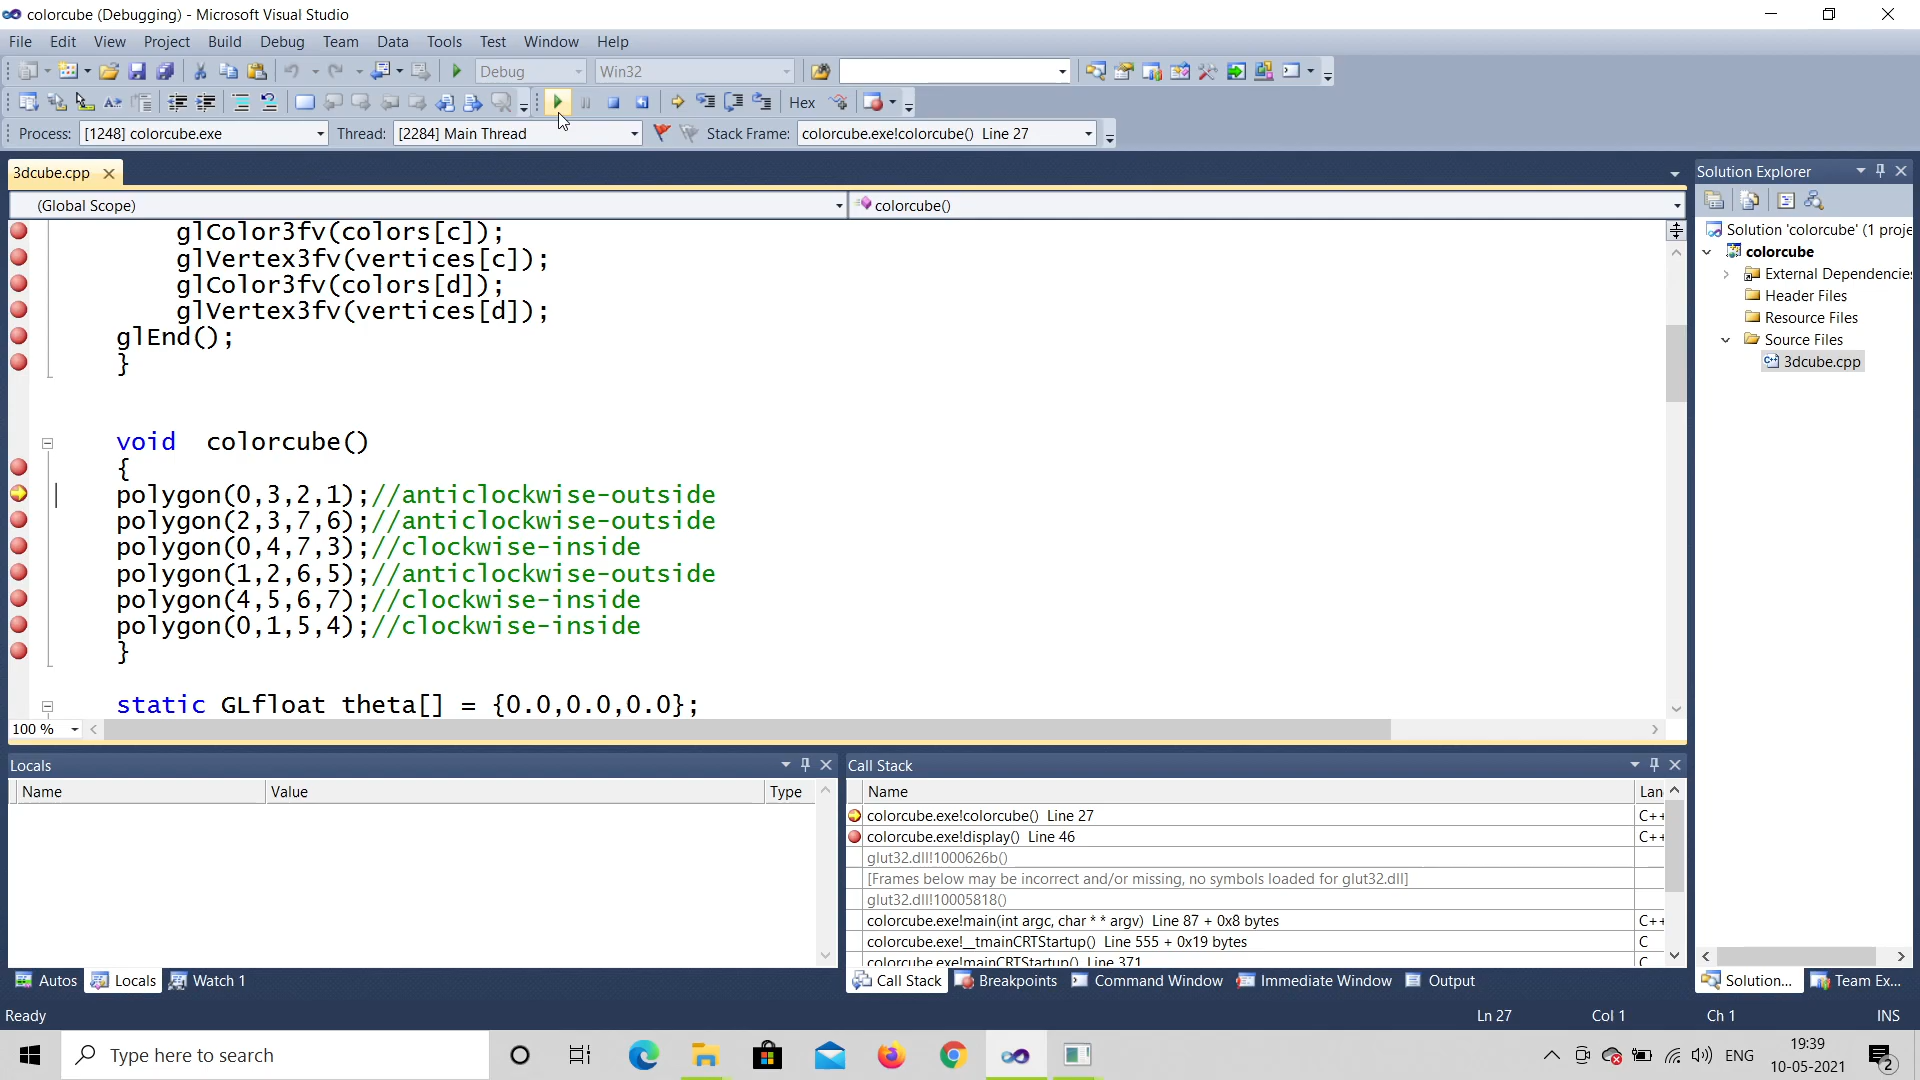 colorcube (Debugging) - Microsoft Visual Studio
File Edit View Project Build Debug Team Data Tools Test Window Help
Debug Win32
Hex
Process: [1248] colorcube.exe Thread: [2284] Main Thread Stack Frame: colorcube.exe!colorcube() Line 27
3dcube.cpp
(Global Scope) colorcube()
glColor3fv(colors[c]);
glVertex3fv(vertices[c]);
glColor3fv(colors[d]);
glVertex3fv(vertices[d]);
glEnd();
}
void colorcube()
{
polygon(0,3,2,1);//anticlockwise-outside
polygon(2,3,7,6);//anticlockwise-outside
polygon(0,4,7,3);//clockwise-inside
polygon(1,2,6,5);//anticlockwise-outside
polygon(4,5,6,7);//clockwise-inside
polygon(0,1,5,4);//clockwise-inside
}
static GLfloat theta[] = {0.0,0.0,0.0};
100 %
Solution Explorer
Solution 'colorcube' (1 proje
colorcube
External Dependencies
Header Files
Resource Files
Source Files
3dcube.cpp
Locals
Name Value Type
Autos Locals Watch 1
Call Stack
Name Lan
colorcube.exe!colorcube() Line 27 C++
colorcube.exe!display() Line 46 C++
glut32.dll!1000626b()
[Frames below may be incorrect and/or missing, no symbols loaded for glut32.dll]
glut32.dll!10005818()
colorcube.exe!main(int argc, char * * argv) Line 87 + 0x8 bytes C++
colorcube.exe!__tmainCRTStartup() Line 555 + 0x19 bytes C
colorcube.exe!mainCRTStartup() Line 371 C
Call Stack Breakpoints Command Window Immediate Window Output
Solution... Team Ex...
Ready Ln 27 Col 1 Ch 1 INS
Type here to search
ENG
19:39
10-05-2021
2